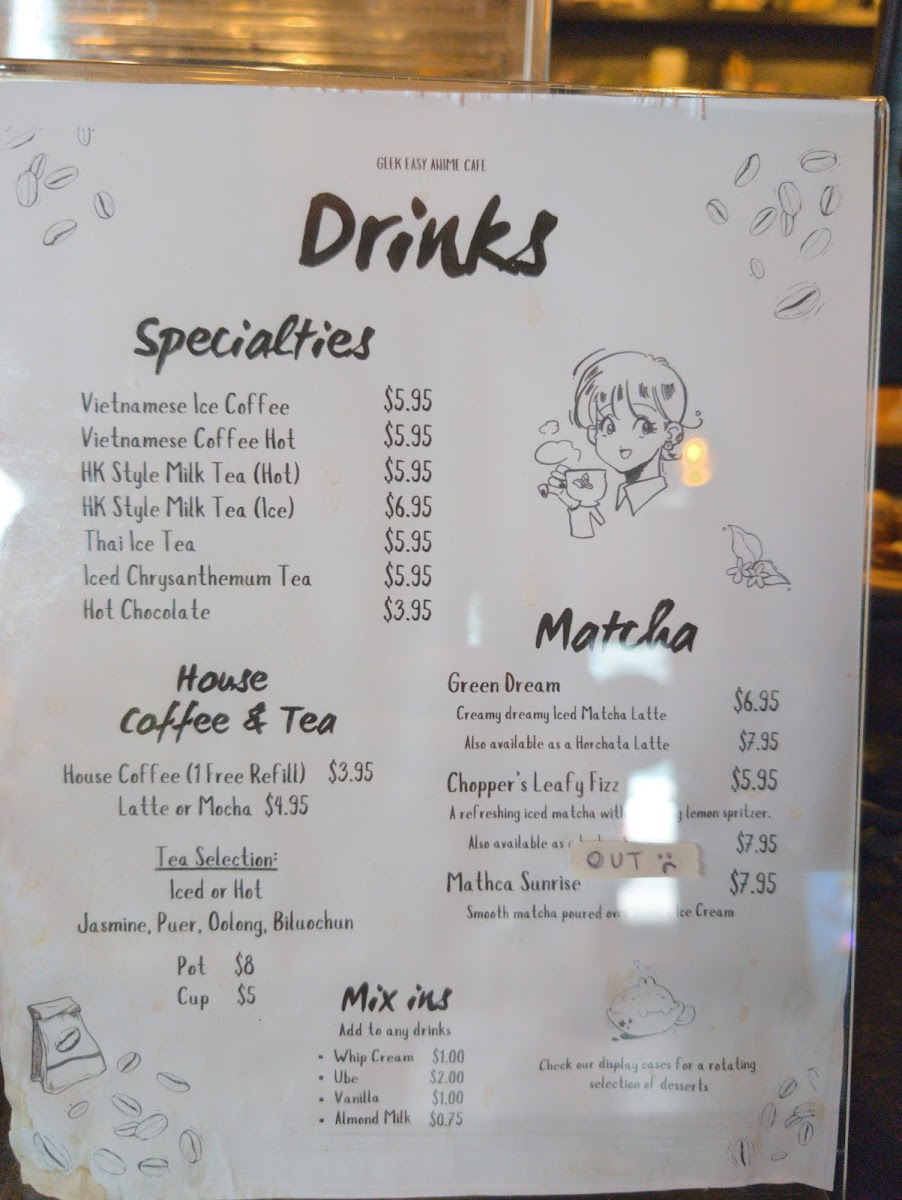 GEEK EASY ANIME CAFE
Drinks
Specialties
Vietnamese Ice Coffee $5.95
Vietnamese Coffee Hot $5.95
HK Style Milk Tea (Hot) $5.95
HK Style Milk Tea (Ice) $6.95
Thai Ice Tea $5.95
Iced Chrysanthemum Tea $5.95
Hot Chocolate $3.95
House
Coffee & Tea
House Coffee (1 Free Refill) $3.95
Latte or Mocha $4.95
Tea Selection:
Iced or Hot
Jasmine, Puer, Oolong, Biluochun
Pot $8
Cup $5
Matcha
Green Dream $6.95
Creamy dreamy Iced Matcha Latte
Also available as a Horchata Latte $7.95
Chopper's Leafy Fizz $5.95
A refreshing iced matcha with lemon spritzer.
Also available as $7.95
OUT
Mathca Sunrise $7.95
Smooth matcha poured over Ice Cream
Mix ins
Add to any drinks
• Whip Cream $1.00
• Ube $2.00
• Vanilla $1.00
• Almond Milk $0.75
Check our display cases for a rotating
selection of desserts